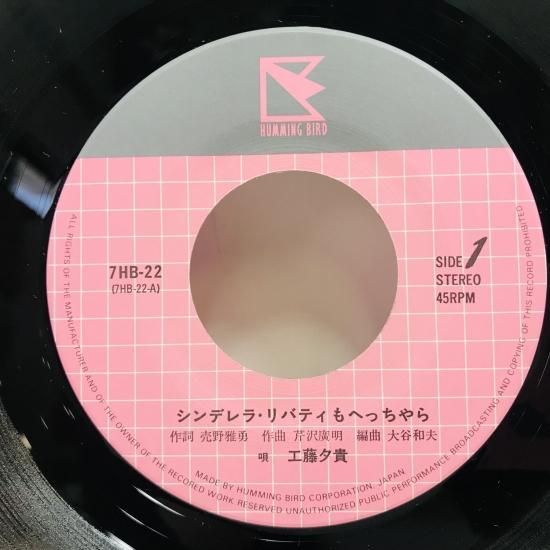 HUMMING BIRD
7HB-22
(7HB-22-A)
SIDE 1
STEREO
45RPM
シンデレラ・リバティもへっちゃら
作詞 売野雅勇 作曲 芹沢廣明 編曲 大谷和夫
唄 工藤夕貴
MADE BY HUMMING BIRD CORPORATION, JAPAN
ALL RIGHTS OF THE MANUFACTURER AND OF THE OWNER OF THE RECORDED WORK RESERVED UNAUTHORIZED PUBLIC PERFORMANCE BROADCASTING AND COPYING OF THIS RECORD PROHIBITED